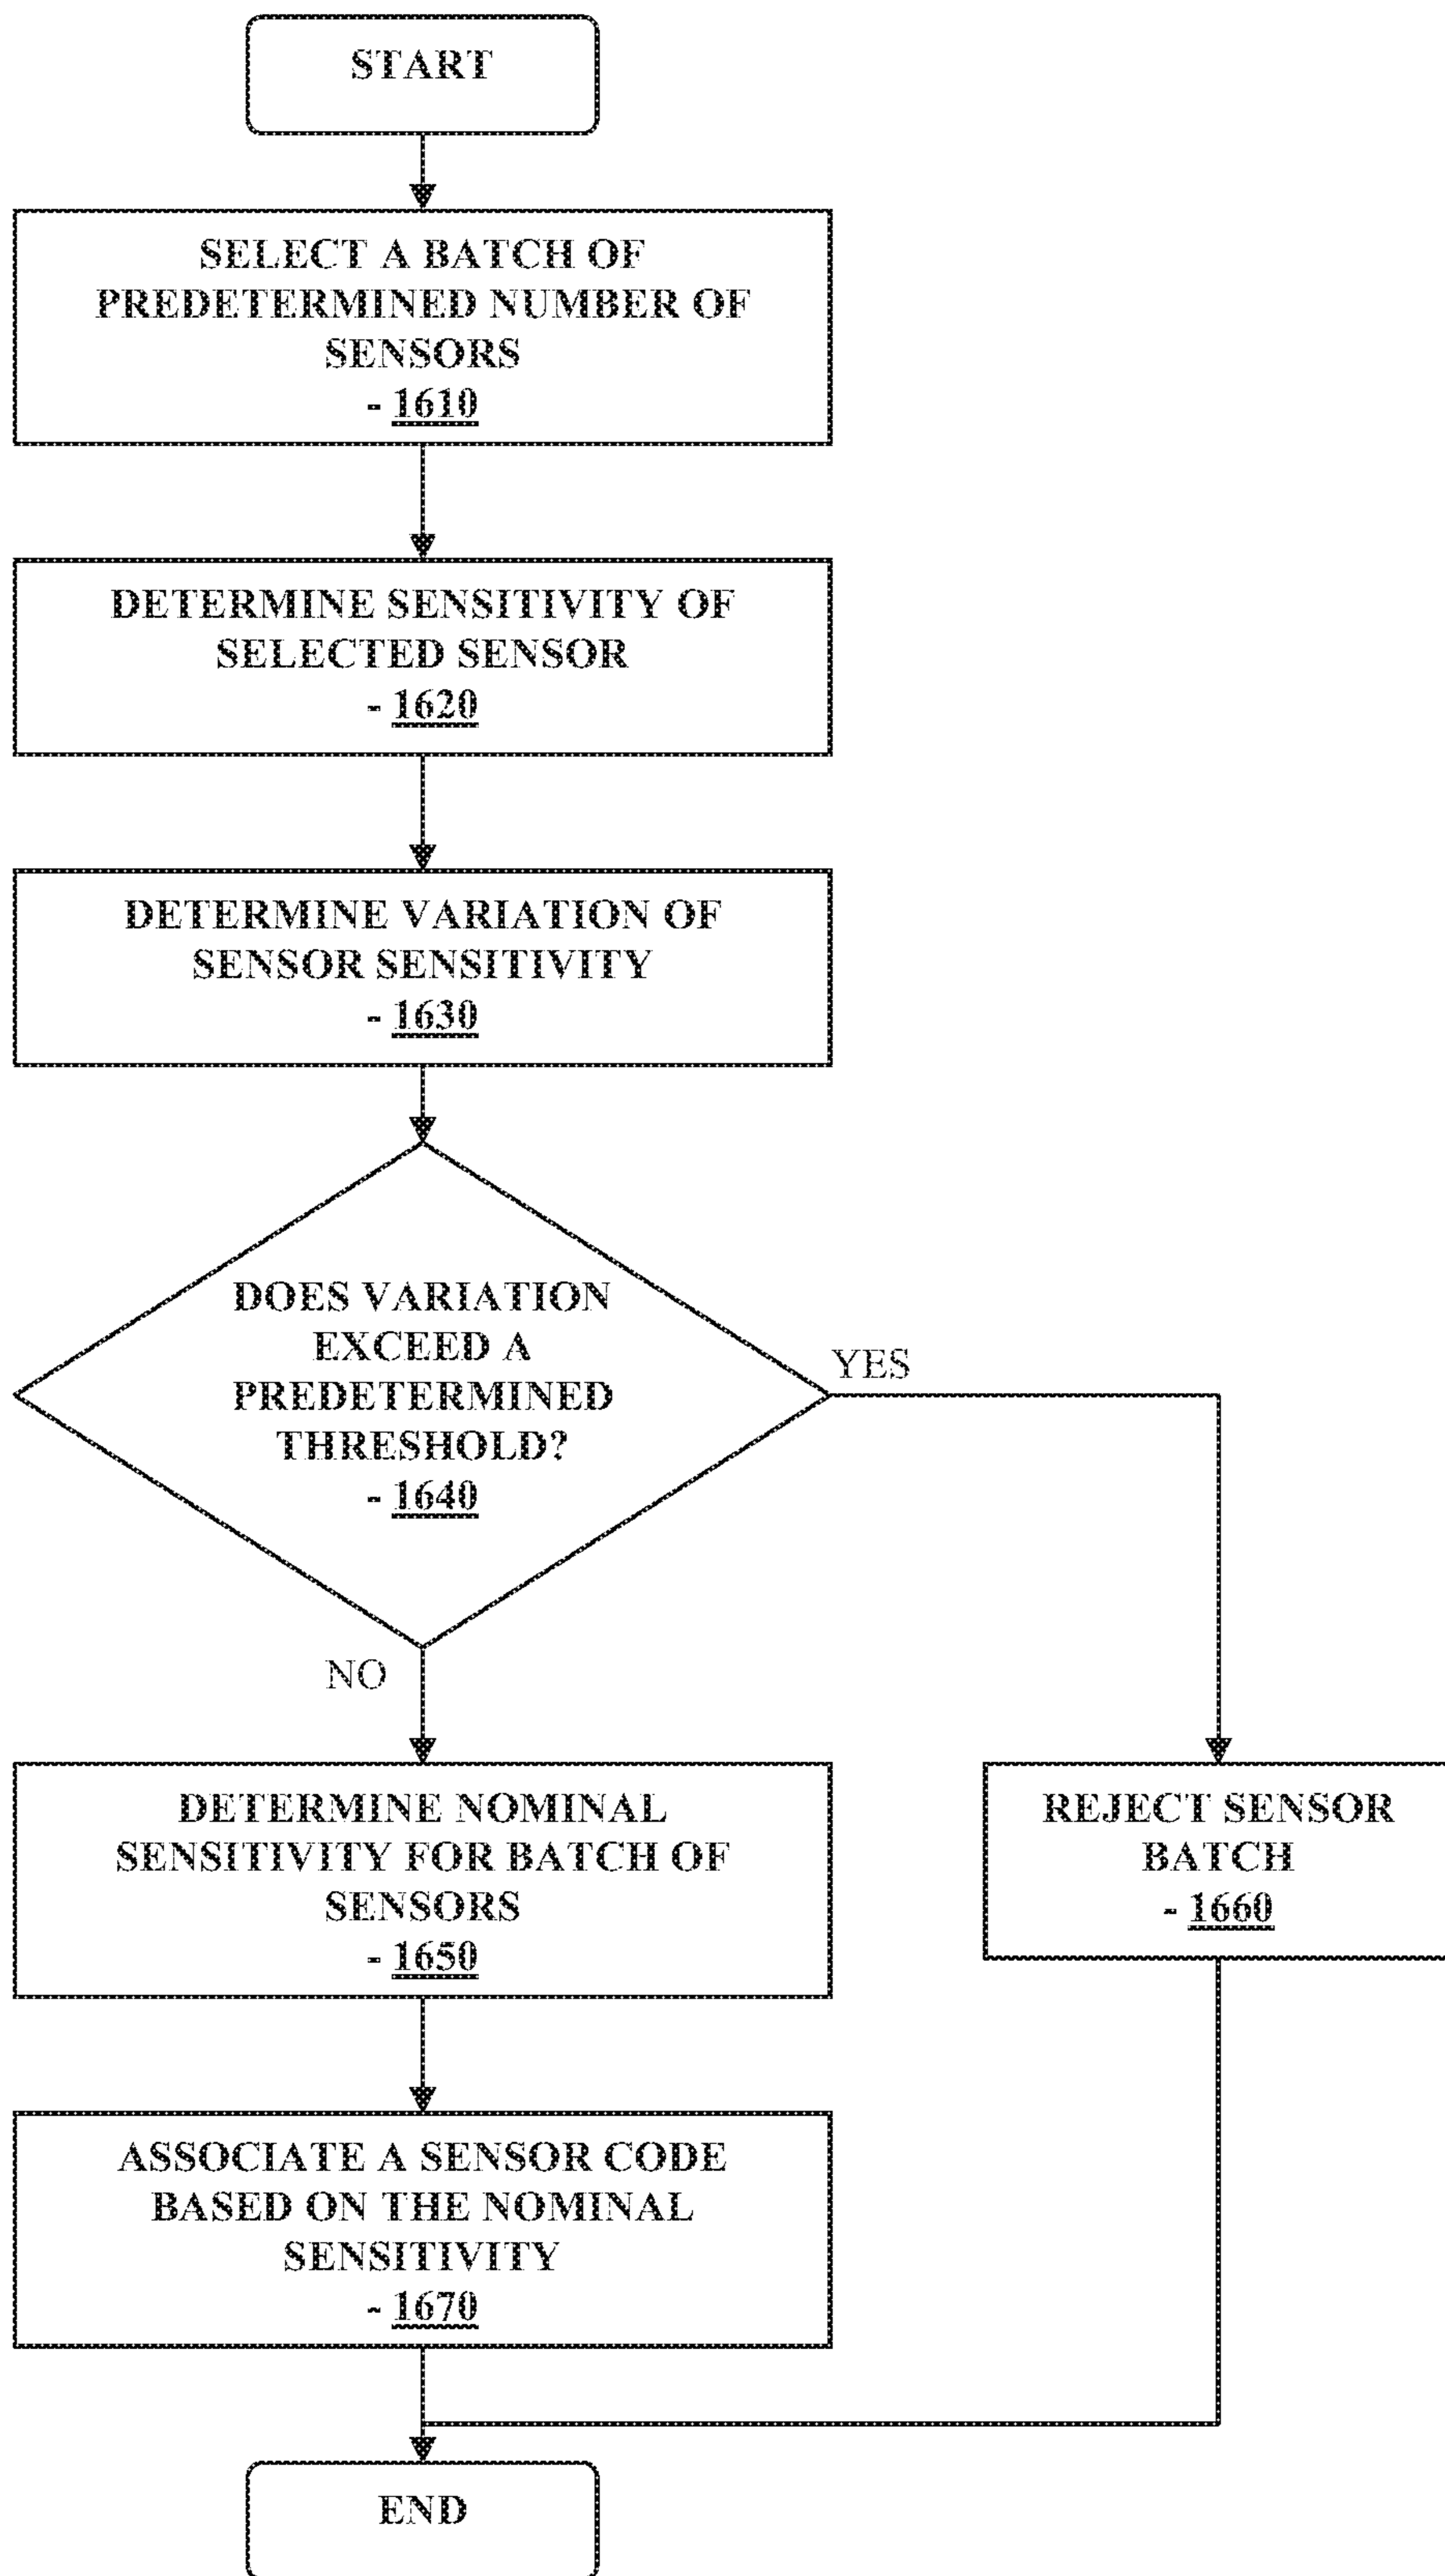 START
SELECT A BATCH OF
PREDETERMINED NUMBER OF
SENSORS
- 1610
DETERMINE SENSITIVITY OF
SELECTED SENSOR
- 1620
DETERMINE VARIATION OF
SENSOR SENSITIVITY
- 1630
DOES VARIATION
EXCEED A
PREDETERMINED
THRESHOLD?
- 1640
YES
NO
DETERMINE NOMINAL
SENSITIVITY FOR BATCH OF
SENSORS
- 1650
REJECT SENSOR
BATCH
- 1660
ASSOCIATE A SENSOR CODE
BASED ON THE NOMINAL
SENSITIVITY
- 1670
END